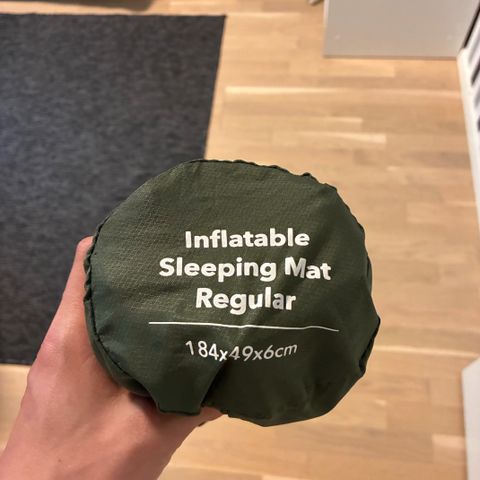 Inflatable
Sleeping Mat
Regular
184x49x6cm